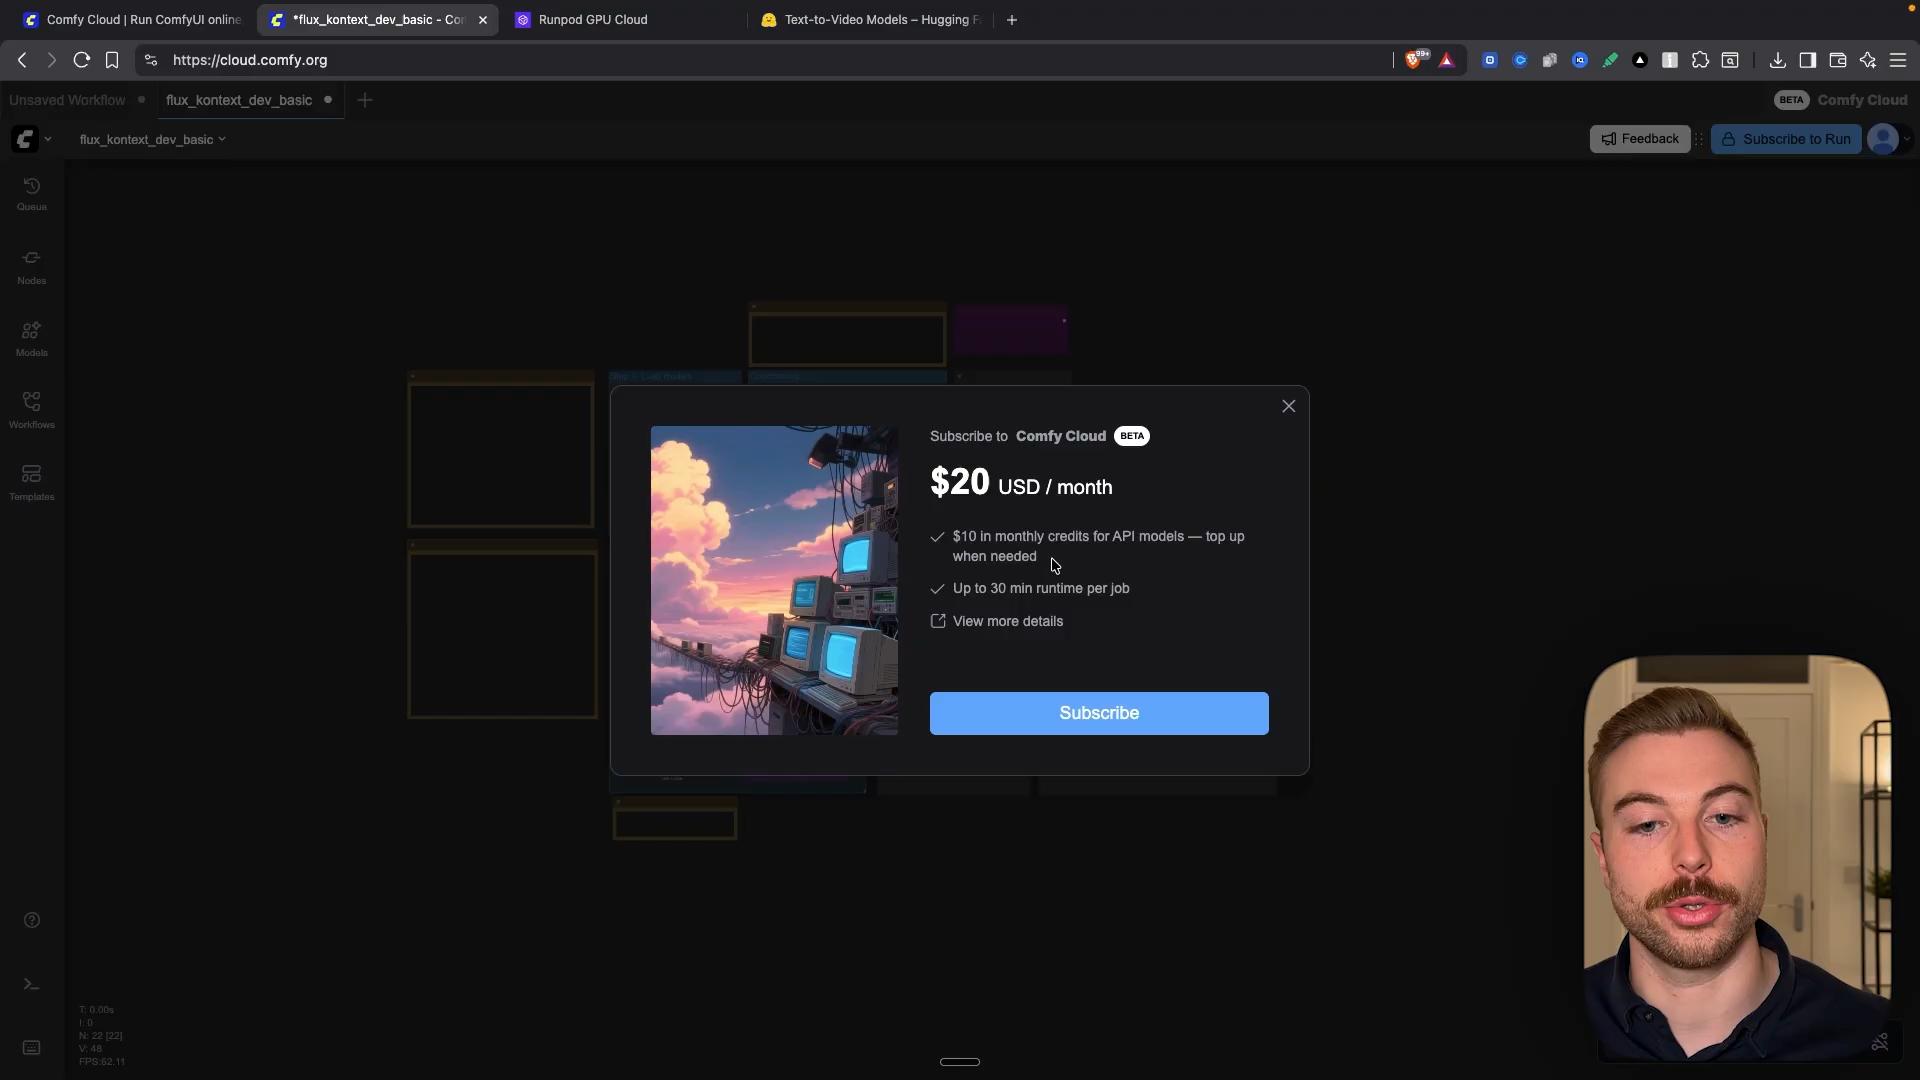 Comfy Cloud | Run ComfyUI online
*flux_kontext_dev_basic - Co
Runpod GPU Cloud
Text-to-Video Models – Hugging F
https://cloud.comfy.org
99+
Unsaved Workflow
flux_kontext_dev_basic
BETA
Comfy Cloud
flux_kontext_dev_basic
Feedback
Subscribe to Run
Queue
Nodes
Models
Workflows
Templates
Subscribe to Comfy Cloud BETA
$20 USD / month
$10 in monthly credits for API models — top up
when needed
Up to 30 min runtime per job
View more details
Subscribe
T: 0.00s
I: 0
N: 22 [22]
V: 48
FPS:62.11